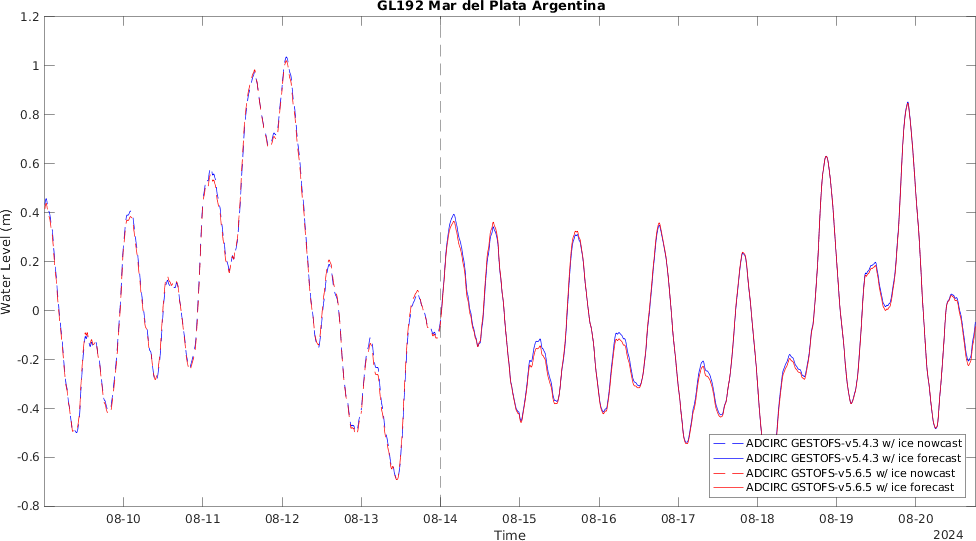 GL192 Mar del Plata Argentina
1.2
1
0.8
0.6
0.4
0.2
0
-0.2
-0.4
-0.6
-0.8
Water Level (m)
ADCIRC GESTOFS-v5.4.3 w/ ice nowcast
ADCIRC GESTOFS-v5.4.3 w/ ice forecast
ADCIRC GSTOFS-v5.6.5 w/ ice nowcast
ADCIRC GSTOFS-v5.6.5 w/ ice forecast
08-10 08-11 08-12 08-13 08-14 08-15 08-16 08-17 08-18 08-19 08-20
Time
2024